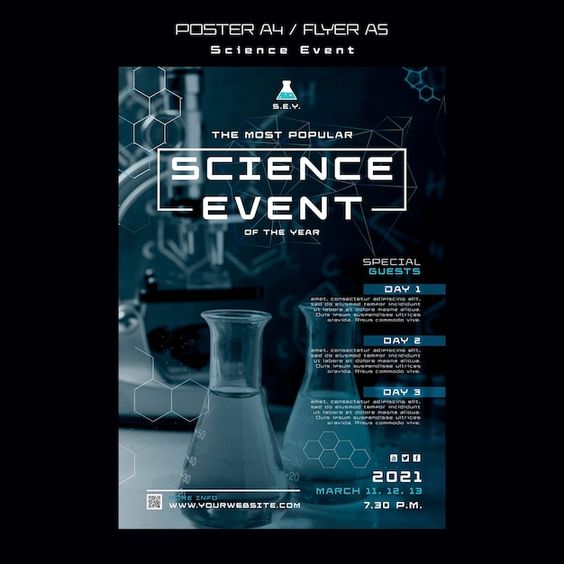 POSTER A4 / FLYER A5
Science Event
S.E.Y.
THE MOST POPULAR
SCIENCE
EVENT
OF THE YEAR
SPECIAL
GUESTS
DAY 1
amet, consectetur adipiscing elit,
sed do eiusmod tempor incididunt
ut labore et dolore magna aliqua.
Quis ipsum suspendisse ultrices
gravida. Risus commodo vive.
DAY 2
amet, consectetur adipiscing elit,
sed do eiusmod tempor incididunt
ut labore et dolore magna aliqua.
Quis ipsum suspendisse ultrices
gravida. Risus commodo vive.
DAY 3
amet, consectetur adipiscing elit,
sed do eiusmod tempor incididunt
ut labore et dolore magna aliqua.
Quis ipsum suspendisse ultrices
gravida. Risus commodo vive.
2021
MARCH 11, 12, 13
7.30 P.M.
MORE INFO
WWW.YOURWEBSITE.COM